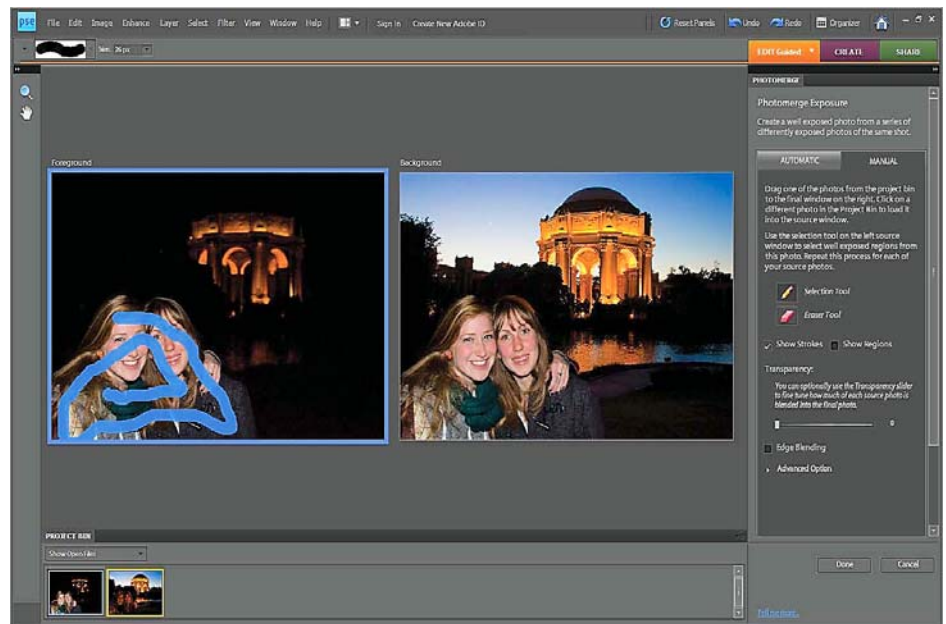 pse File Edit Image Enhance Layer Select Filter View Window Help Sign In Create New Adobe ID Reset Panels Undo Redo Organizer
Size: 26 px EDIT Guided CREATE SHARE
PHOTOMERGE
Photomerge Exposure
Create a well exposed photo from a series of
differently exposed photos of the same shot.
Foreground Background
AUTOMATIC MANUAL
Drag one of the photos from the project bin
to the final window on the right. Click on a
different photo in the Project Bin to load it
into the source window.
Use the selection tool on the left source
window to select well exposed regions from
this photo. Repeat this process for each of
your source photos.
Selection Tool
Eraser Tool
Show Strokes Show Regions
Transparency:
You can optionally use the Transparency slider
to fine tune how much of each source photo is
blended into the final photo.
0
Edge Blending
Advanced Option
PROJECT BIN
Show Open Files
Done Cancel
Tell me more...